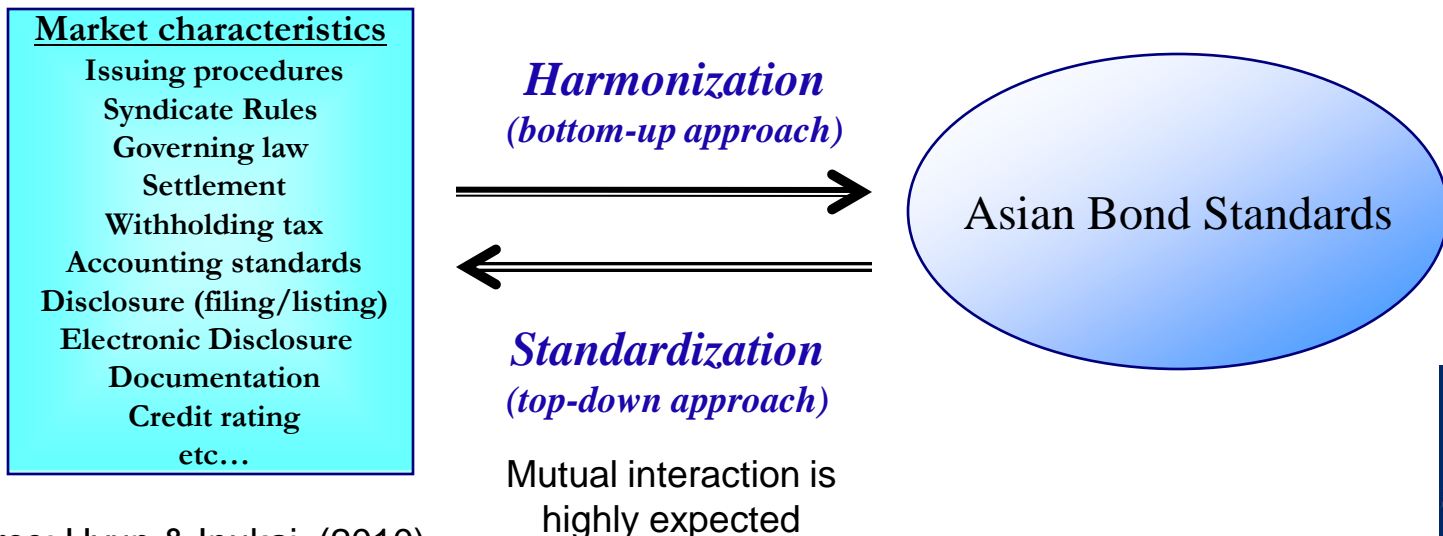 Market characteristics
Issuing procedures
Syndicate Rules
Governing law
Settlement
Withholding tax
Accounting standards
Disclosure (filing/listing)
Electronic Disclosure
Documentation
Credit rating
etc…
Harmonization
(bottom-up approach)
Standardization
(top-down approach)
Mutual interaction is
highly expected
Asian Bond Standards
(2010)